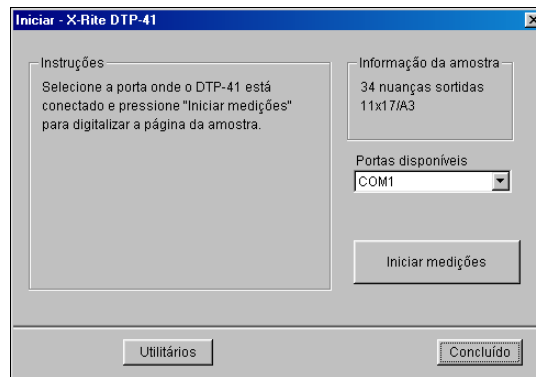 Iniciar - X-Rite DTP-41
Instruções
Selecione a porta onde o DTP-41 está
conectado e pressione "Iniciar medições"
para digitalizar a página da amostra.
Informação da amostra
34 nuanças sortidas
11x17/A3
Portas disponíveis
COM1
Iniciar medições
Utilitários
Concluído